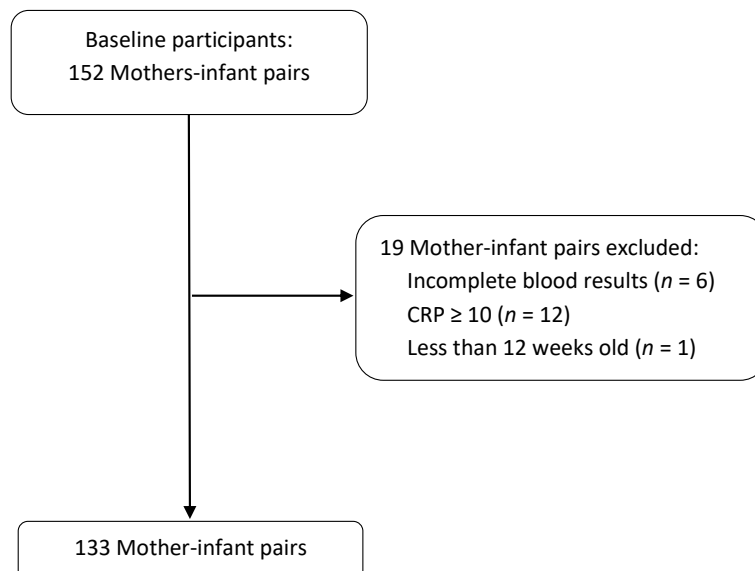 Baseline participants:
152 Mothers-infant pairs
19 Mother-infant pairs excluded:
Incomplete blood results (n = 6)
CRP ≥ 10 (n = 12)
Less than 12 weeks old (n = 1)
133 Mother-infant pairs